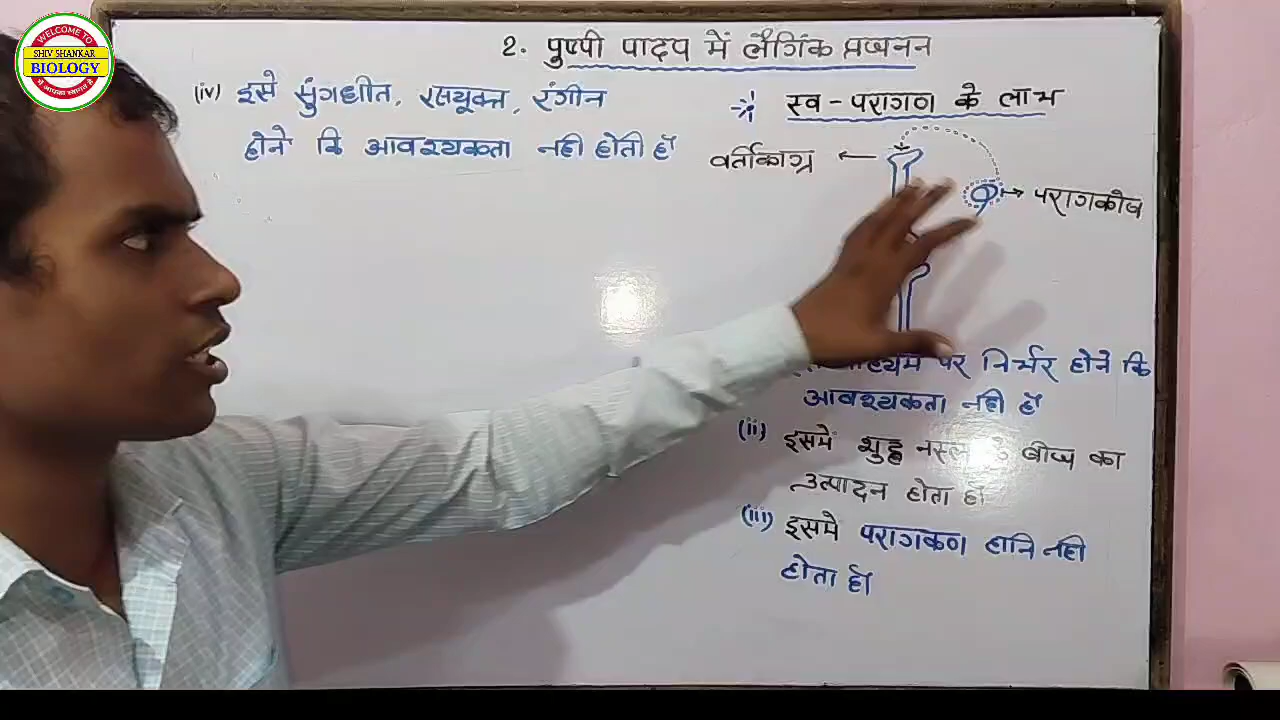 WELCOME TO
SHIV SHANKAR
BIOLOGY
2. पुष्पी पादप में लैगिंक प्रजनन
(iv) इसे सुंगधीत, रसयूक्त, रंगीन
होने कि आवश्यकता नही होती हैं
स्व-परागण के लाभ
वर्तीकाग्र
परागकोष
पर निर्भर होने कि
आवश्यकता नही हैं
(ii) इसमें शुद्ध नस्ल के बीज का
उत्पादन होता हैं
(iii) इसमे परागकण हानि नही
होता हैं